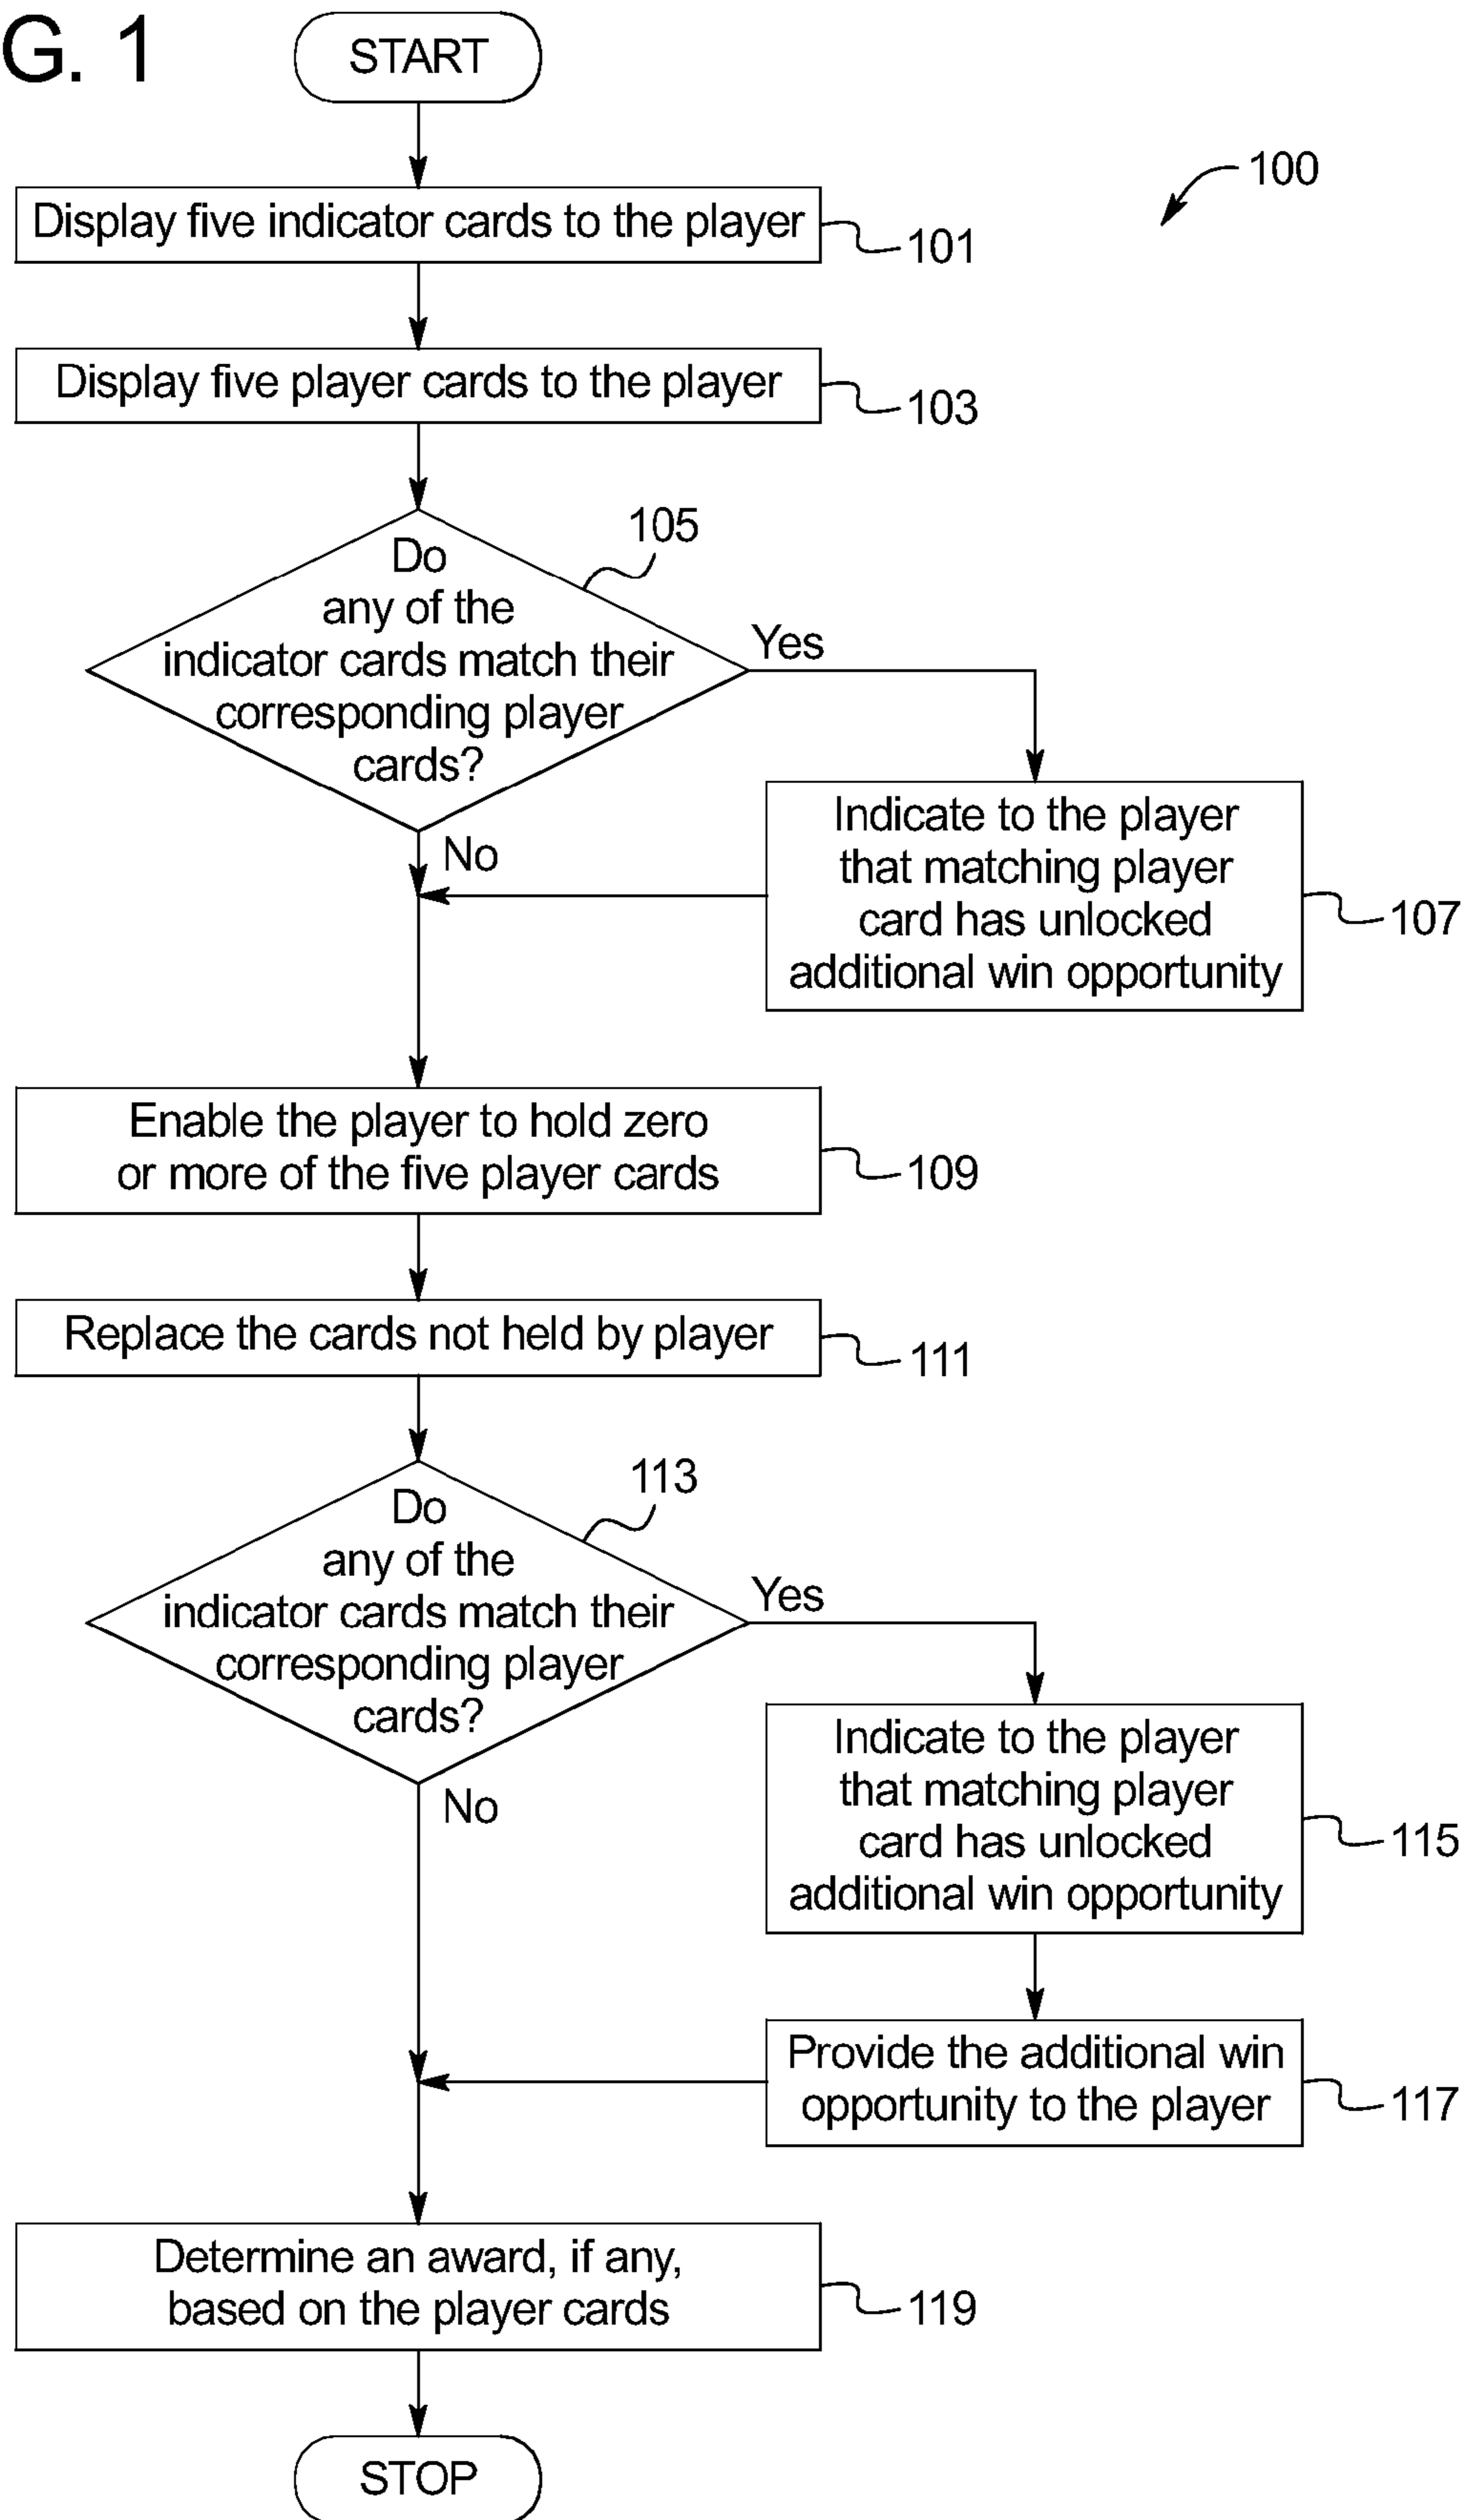 G. 1
START
100
Display five indicator cards to the player
101
Display five player cards to the player
103
105
Do
any of the
indicator cards match their
corresponding player
cards?
Yes
No
Indicate to the player
that matching player
card has unlocked
additional win opportunity
107
Enable the player to hold zero
or more of the five player cards
109
Replace the cards not held by player
111
113
Do
any of the
indicator cards match their
corresponding player
cards?
Yes
No
Indicate to the player
that matching player
card has unlocked
additional win opportunity
115
Provide the additional win
opportunity to the player
117
Determine an award, if any,
based on the player cards
119
STOP